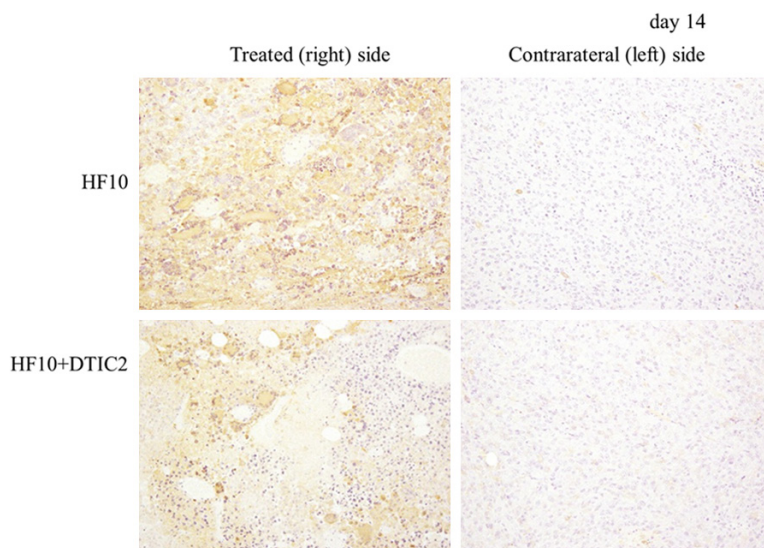 day 14
Treated (right) side
Contrarateral (left) side
HF10
HF10+DTIC2